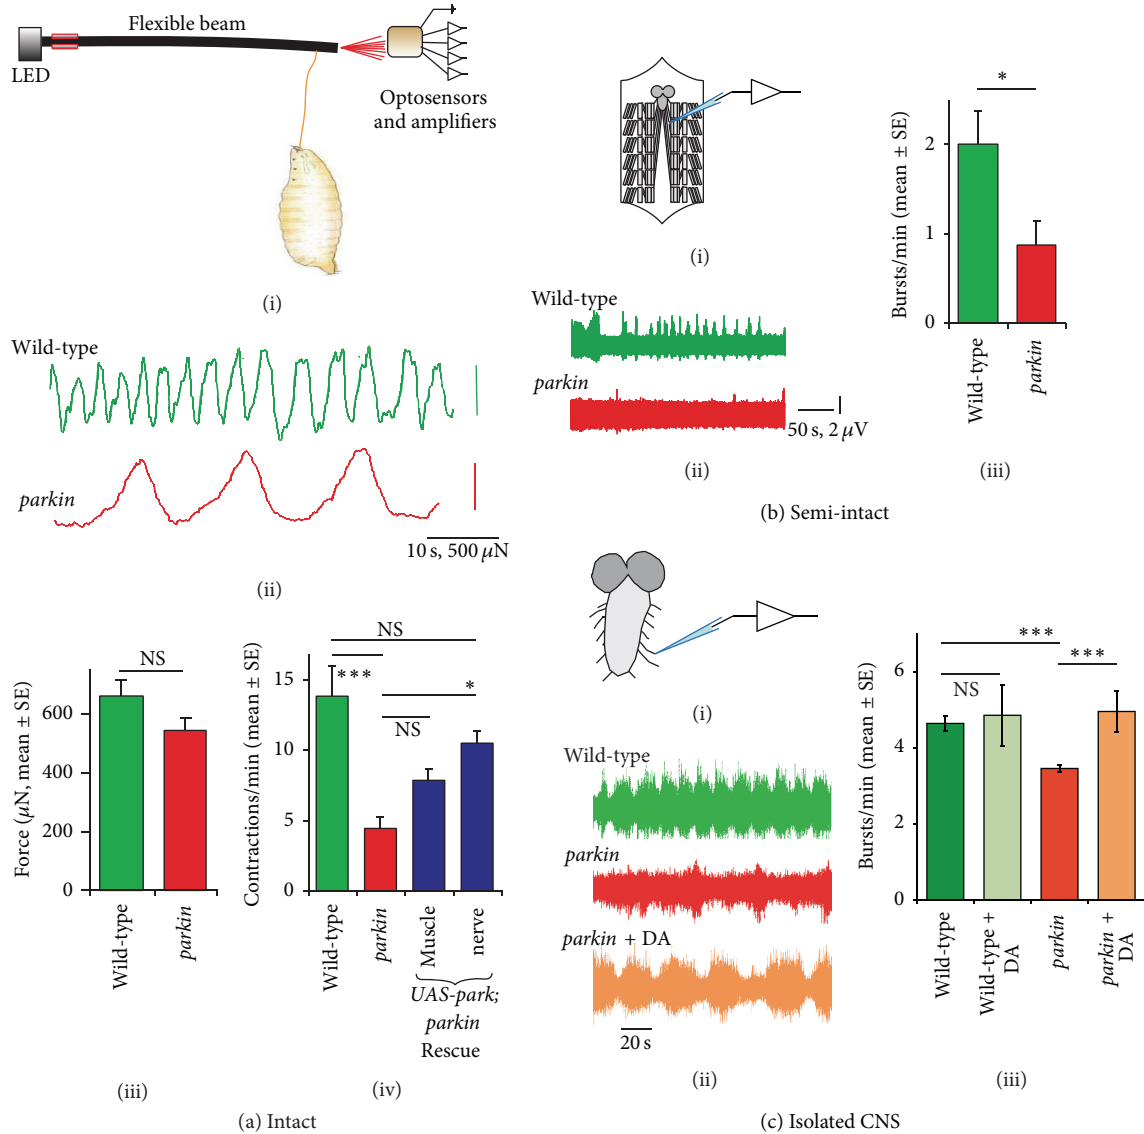 Flexible beam
LED
Optosensors
and amplifiers
(i)
Wild-type
parkin
10 s, 500 μN
(ii)
Force (μN, mean ± SE)
600
400
200
0
NS
Wild-type
parkin
(iii)
Contractions/min (mean ± SE)
15
10
5
0
NS
***
*
NS
Wild-type
parkin
Muscle
nerve
UAS-park;
parkin
Rescue
(iv)
(a) Intact
(i)
Wild-type
parkin
50 s, 2 μV
(ii)
Bursts/min (mean ± SE)
2
1
0
*
Wild-type
parkin
(iii)
(b) Semi-intact
(i)
Wild-type
parkin
parkin + DA
20 s
(ii)
Bursts/min (mean ± SE)
6
4
2
0
***
NS
***
Wild-type
Wild-type +
DA
parkin
parkin +
DA
(iii)
(c) Isolated CNS